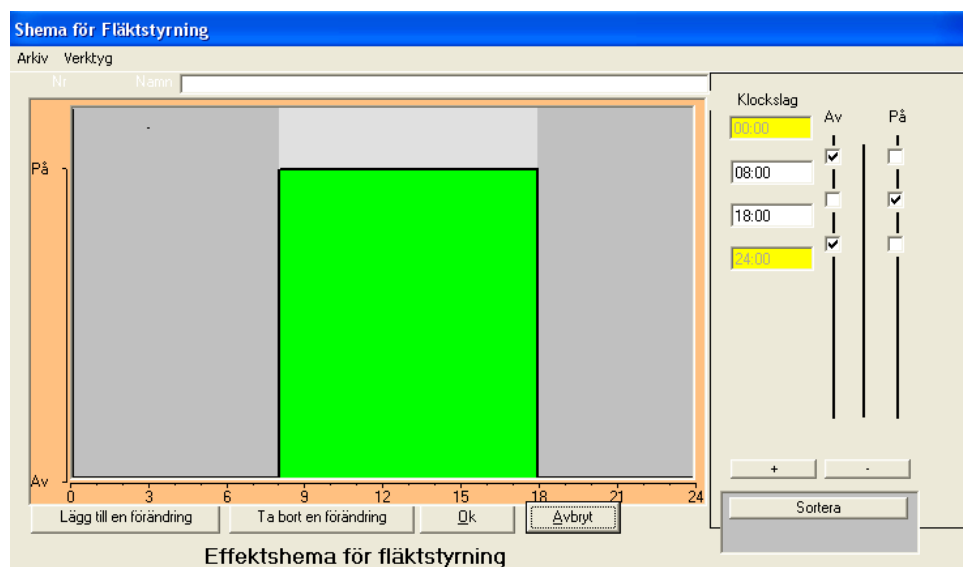 Shema för Fläktstyrning
Arkiv Verktyg
Nr Namn
Klockslag Av På
00:00
08:00
18:00
24:00
På
Av
0 3 6 9 12 15 18 21 24
+ -
Lägg till en förändring Ta bort en förändring Ok Avbryt
Sortera
Effektshema för fläktstyrning